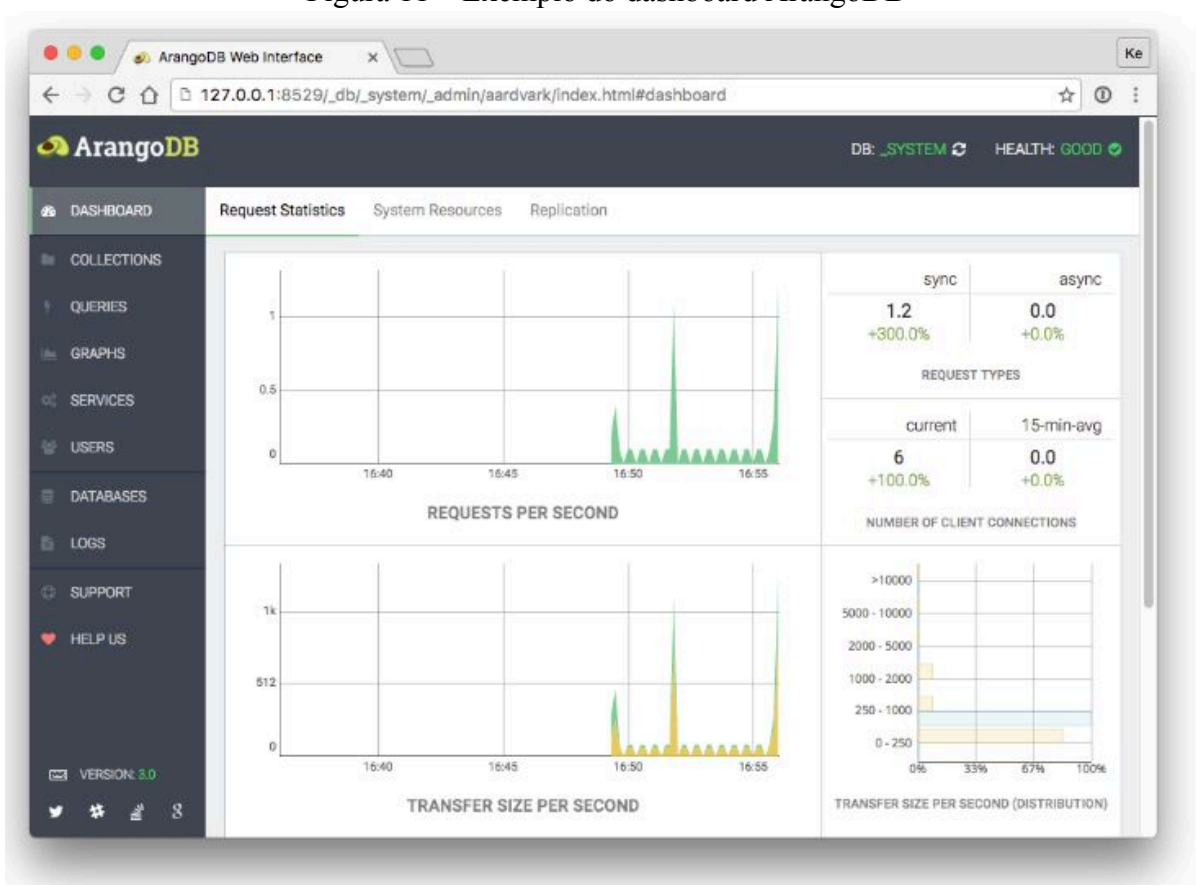 Figura 11 – Exemplo do dashboard ArangoDB
ArangoDB Web Interface
Ke
127.0.0.1:8529/_db/_system/_admin/aardvark/index.html#dashboard
ArangoDB
DB: _SYSTEM
HEALTH: GOOD
DASHBOARD
COLLECTIONS
QUERIES
GRAPHS
SERVICES
USERS
DATABASES
LOGS
SUPPORT
HELP US
VERSION: 3.0
Request Statistics
System Resources
Replication
1
0.5
0
16:40
16:45
16:50
16:55
REQUESTS PER SECOND
sync
async
1.2
0.0
+300.0%
+0.0%
REQUEST TYPES
current
15-min-avg
6
0.0
+100.0%
+0.0%
NUMBER OF CLIENT CONNECTIONS
1k
512
0
16:40
16:45
16:50
16:55
TRANSFER SIZE PER SECOND
>10000
5000 - 10000
2000 - 5000
1000 - 2000
250 - 1000
0 - 250
0%
33%
67%
100%
TRANSFER SIZE PER SECOND (DISTRIBUTION)